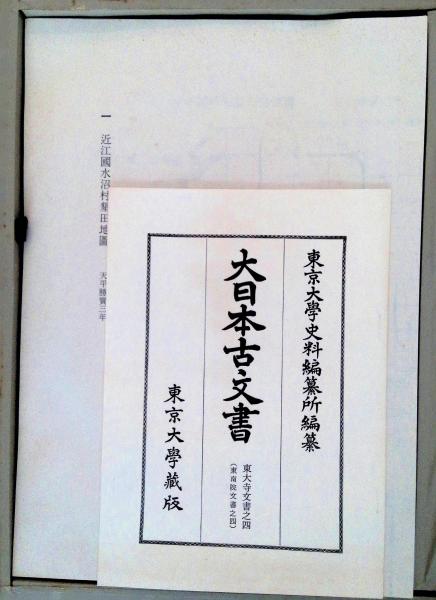 東京大學史料編纂所編纂
大日本古文書
東大寺文書之四
(東南院文書之四)
東京大學藏版
一 近江國水沼村墾田地圖
天平勝寶三年